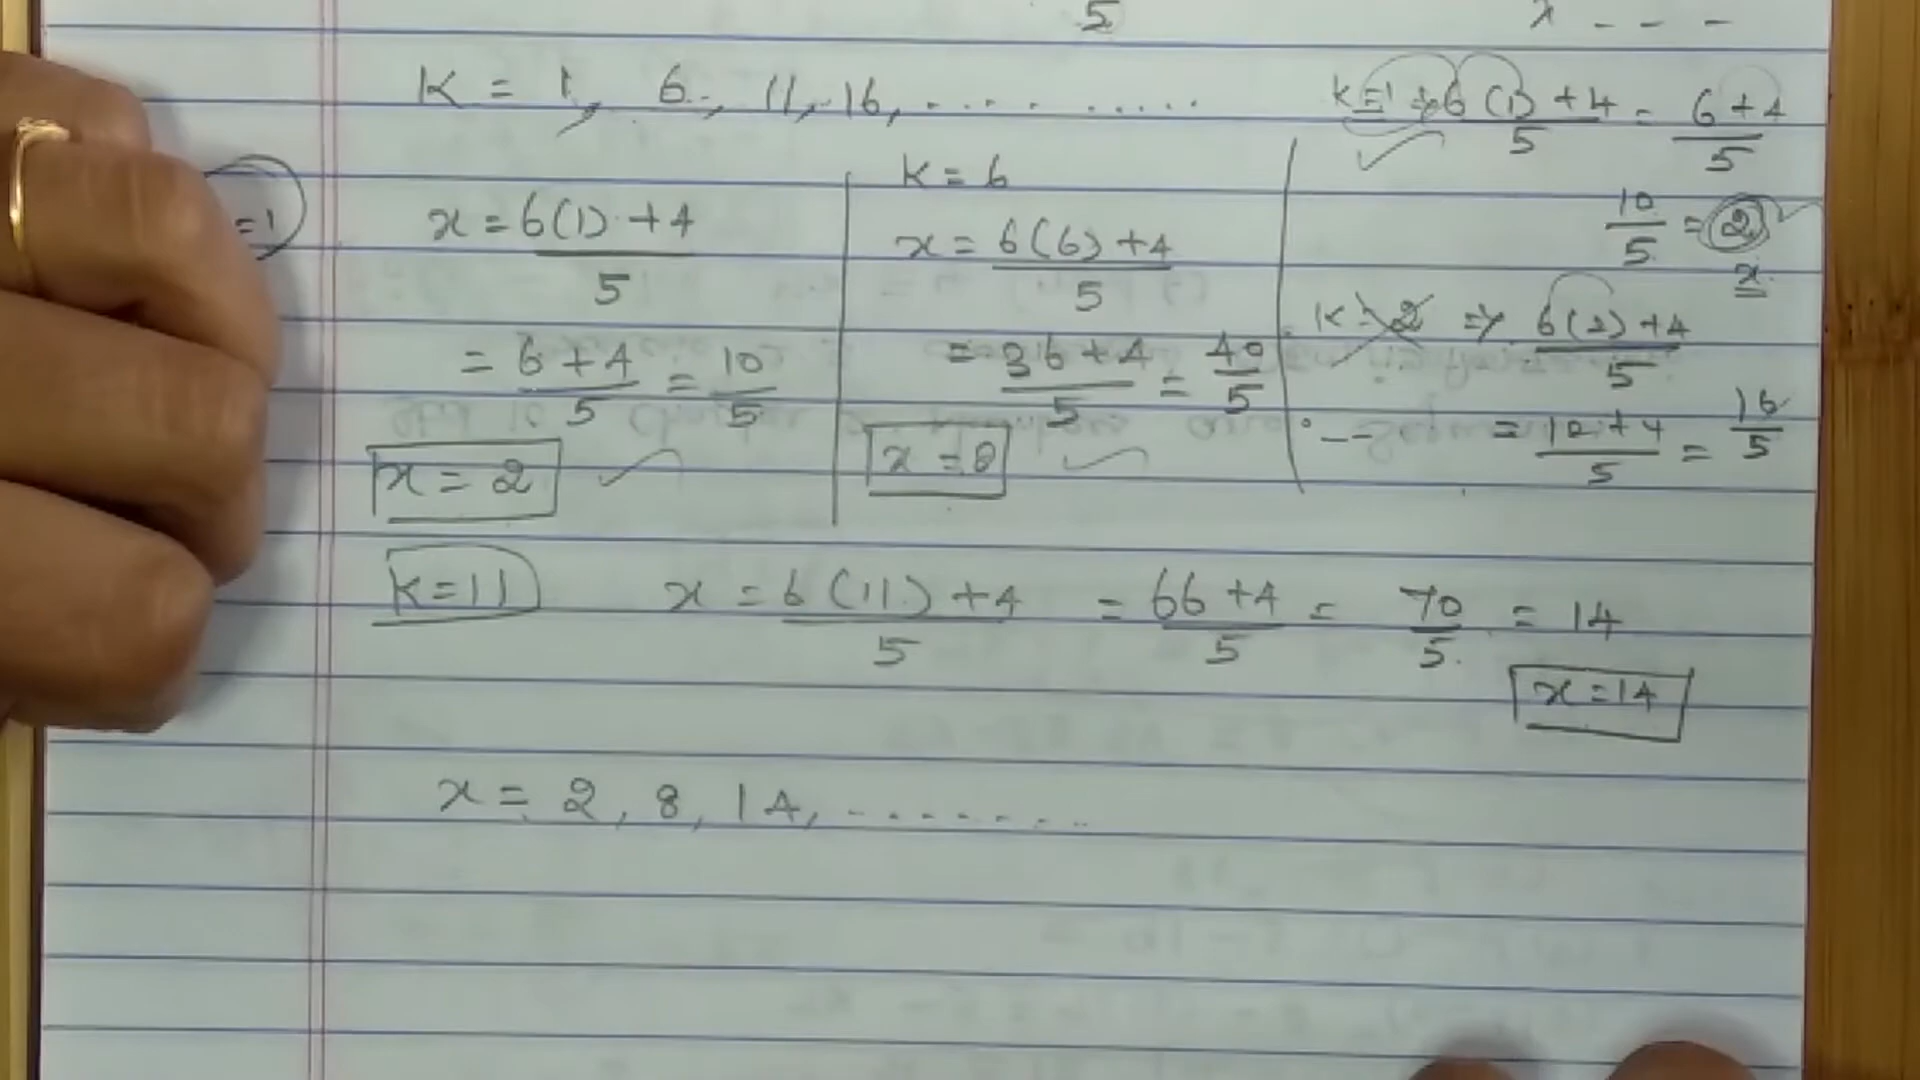 5
x - - -
K = 1, 6, 11, 16, . . . . . . . . .
K=1 ⇒ 6(1)+4/5 = 6+4/5
10/5 = 2
x
=1
x = 6(1)+4/5
= 6+4/5 = 10/5
x = 2
K = 6
x = 6(6)+4/5
= 36+4/5 = 40/5
x = 8
K = 2 ⇒ 6(2)+4/5
= 12+4/5 = 16/5
K=11 x = 6(11)+4/5 = 66+4/5 = 70/5 = 14
x=14
x = 2, 8, 14, - - - - - - - -